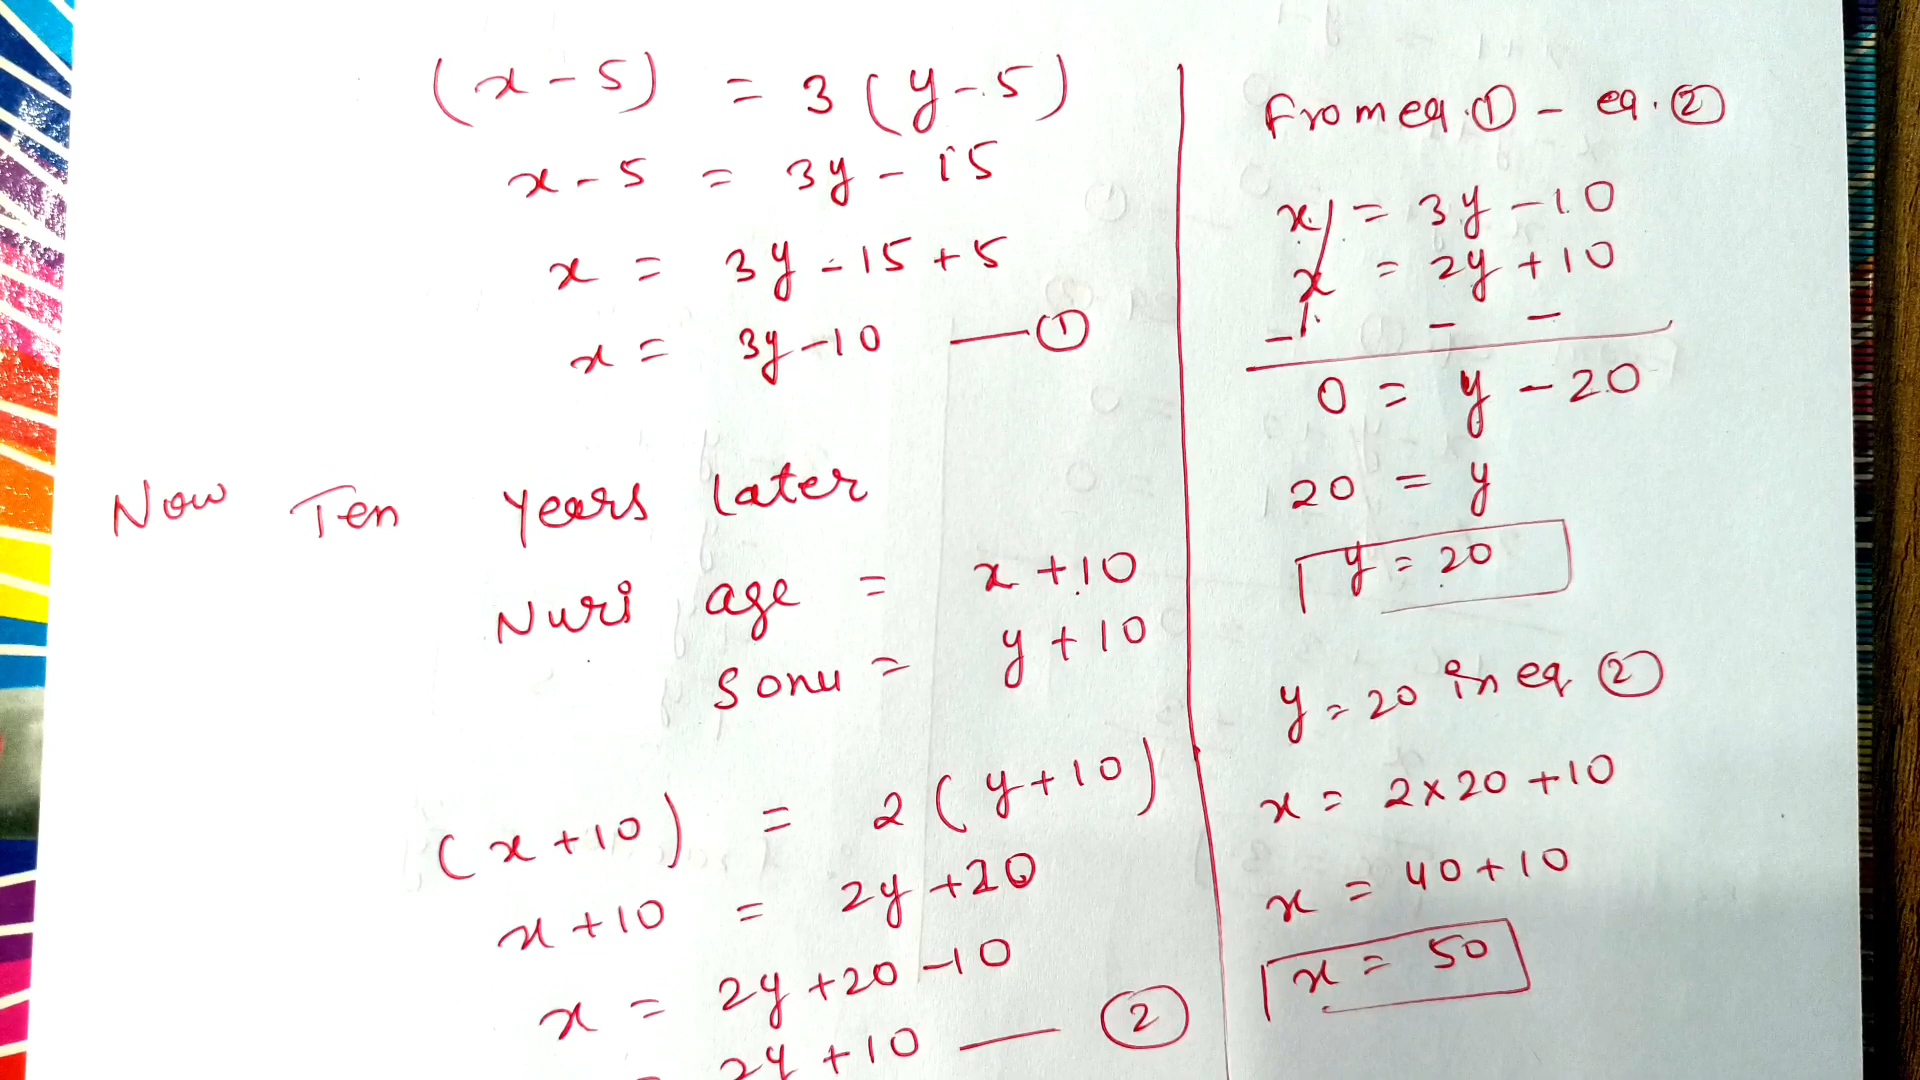 (x-5) = 3(y-5)
x-5 = 3y-15
x = 3y-15+5
x = 3y-10 — ①
Now Ten years later
Nuri age = x+10
Sonu = y+10
(x+10) = 2(y+10)
x+10 = 2y+20
x = 2y+20-10
= 2y+10 — ②
From eq. ① - eq. ②
x = 3y-10
x = 2y+10
- - -
0 = y-20
20 = y
y = 20
y = 20 in eq ②
x = 2×20+10
x = 40+10
x = 50